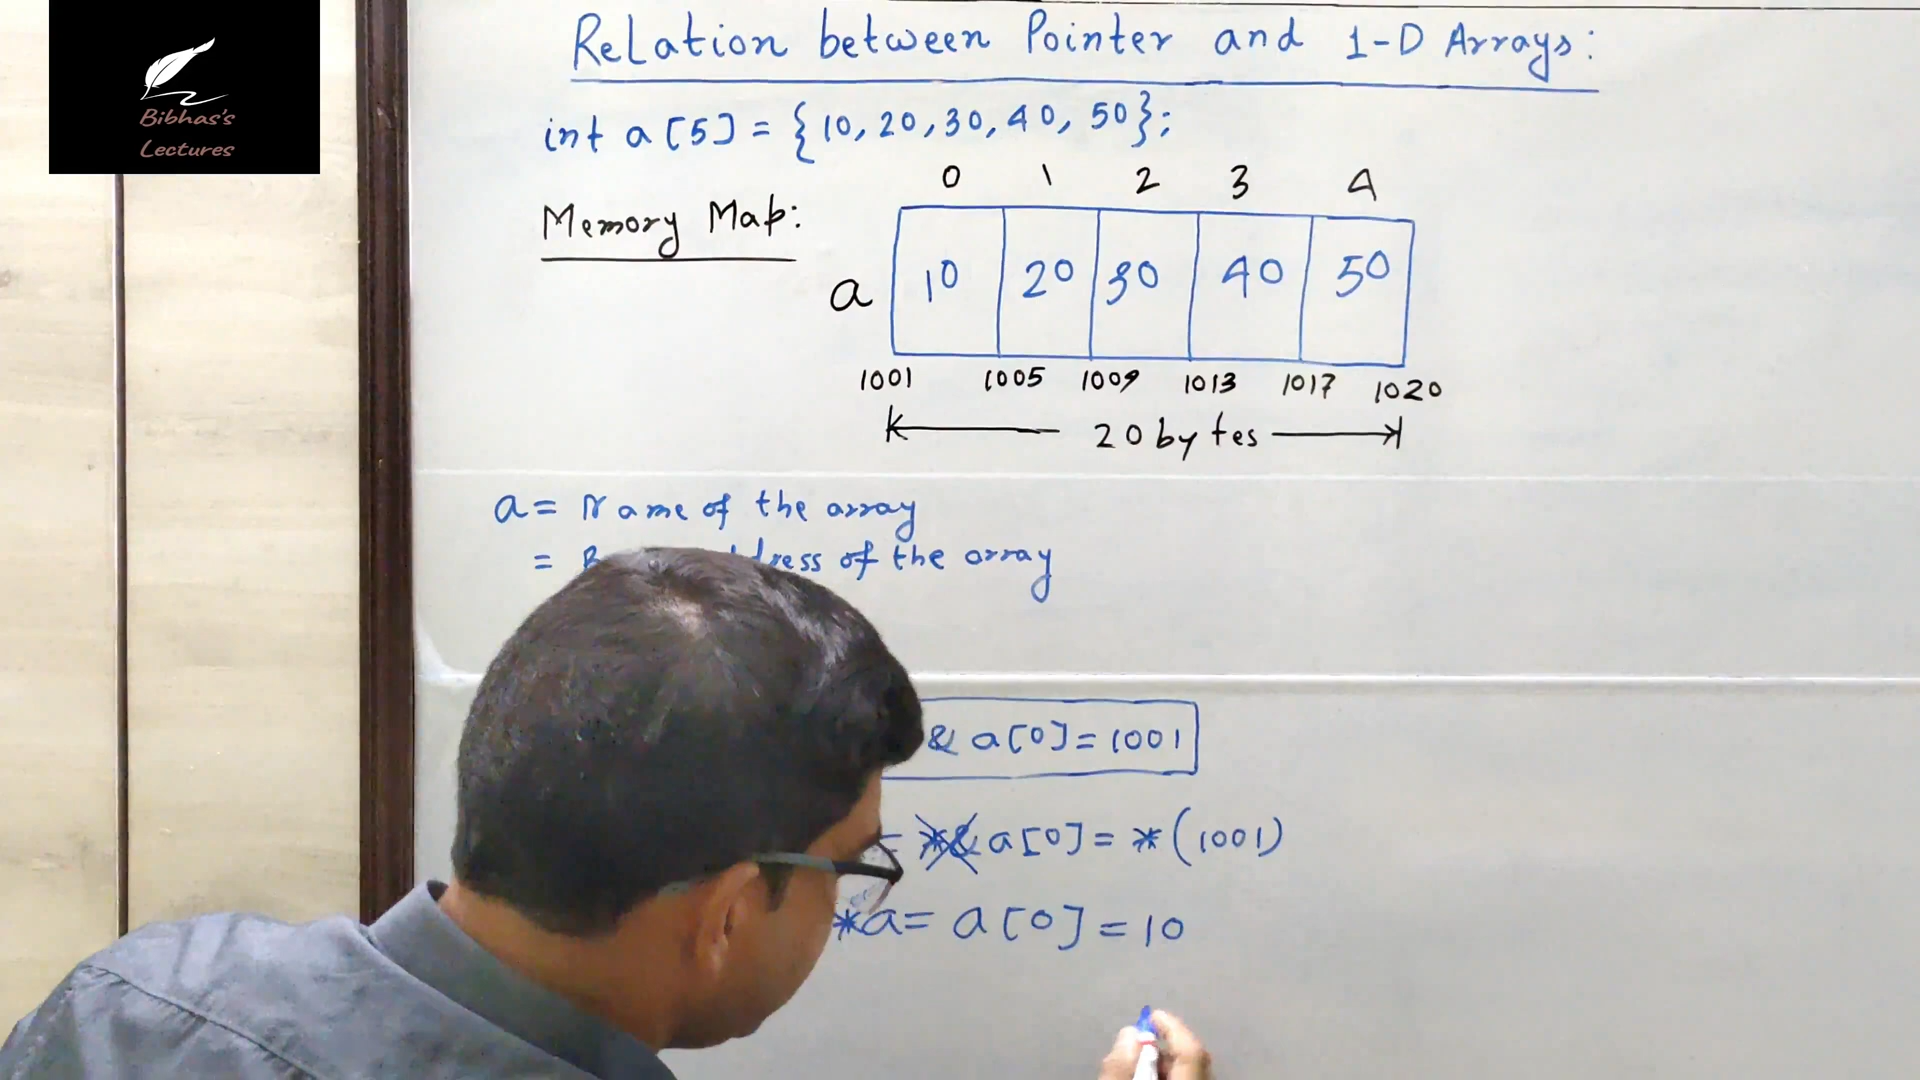 Bibhas's
Lectures
Relation between Pointer and 1-D Arrays:
int a[5] = {10, 20, 30, 40, 50};
Memory Map:
0 1 2 3 4
a 10 20 30 40 50
1001 1005 1009 1013 1017 1020
20 bytes
a = Name of the array
= of the array
& a[0] = 1001
= *& a[0] = *(1001)
*a = a[0] = 10